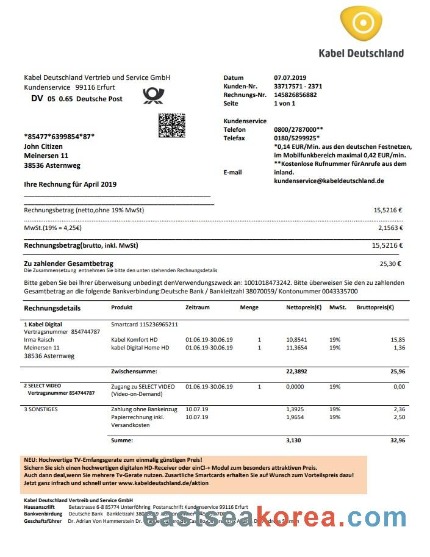 Kabel Deutschland
Kabel Deutschland Vertrieb und Service GmbH
Kundenservice 99116 Erfurt
DV 05 0.65 Deutsche Post
Datum 07.07.2019
Kunden-Nr. 33717571 - 2371
Rechnungs-Nr. 145826856882
Seite 1 von 1
Kundenservice
Telefon 0800/2787000**
Telefax 0180/5299925*
*0,14 EUR/Min. aus den deutschen Festnetzen,
im Mobilfunkbereich maximal 0,42 EUR/min.
**Kostenlose Rufnummer fürAnrufe aus dem
inland.
E-mail kundenservice@kabeldeutschland.de
*85477*6399854*87*
John Citizen
Meinersen 11
38536 Asternweg
Ihre Rechnung für April 2019
Rechnungsbetrag (netto,ohne 19% MwSt) 15,5216 €
MwSt.(19% = 4,25€) 2,1563 €
Rechnungsbetrag(brutto, inkl. MwSt) 15,5216 €
Zu zahlender Gesamtbetrag 25,30 €
Die Zusammensetzung entnehmen Sie bitte den unten stehenden Rechnungsdetails
Bitte geben Sie bei Ihrer überweisung unbedingt denVerwendungszweck an: 1001018473242. Bitte überweisen Sie den zu zahlenden
Gesamtbetrag an die folgende Bankverbindung:Deutsche Bank / Bankleitzahl 38070059/ Kontonummer 0043335700
Rechnungsdetails Produkt Zeitraum Menge Nettopreis(€) MwSt. Bruttopreis(€)
1 Kabel Digital Smartcard 115236965211
Vertragnummer 854744787
Irma Raisch Kabel Komfort HD 01.06.19-30.06.19 1 10,8541 19% 15,85
Meinersen 11 kabel Digital Home HD 01.06.19-30.06.19 1 11,3654 19% 1,36
38536 Asternweg
Zwischensumme: 22,3892 25,96
2 SELECT VIDEO Zugang zu SELECT VIDEO 01.06.19-30.06.19 1 0,0000 19% 0,00
Vertragnummer 854744787 (Video-on-Demand)
3 SONSTIGES Zahlung ohne Bankeinzug 10.07.19 1,3925 19% 2,36
Papierrechnung inkl. 10.07.19 1,9654 19% 2,50
Versandkosten
Summe: 3,130 32,96
NEU: Hochwertige TV-Emfangsgerate zum einmalig günstigen Preis!
Sichern Sie sich einen hochwertigen digitalen HD-Receiver oder einCI-+ Modul zum besonders attraktiven Preis.
Auch dann deal,wenn Sie mehrere Tv-Gerate nutzen. Zusatzliche Smartcards erhalten Sie auf Wunsch zum Vorteilspreis dazu!
Jetzt ganz infrach und schnell unter www.kabeldeutschland.de/aktion
Kabel Deutschland Vertrieb und Service GmbH
Hausanschrift Betastrasse 6-8 85774 Unterföhring Postanschrift Kundenservice 99116 Erfurt
Bankverbindung Deutsche Bank Bankleitzahl
Geschaftsführer Dr. Adrian Von Hammerstein Dr.
eastseakorea.com